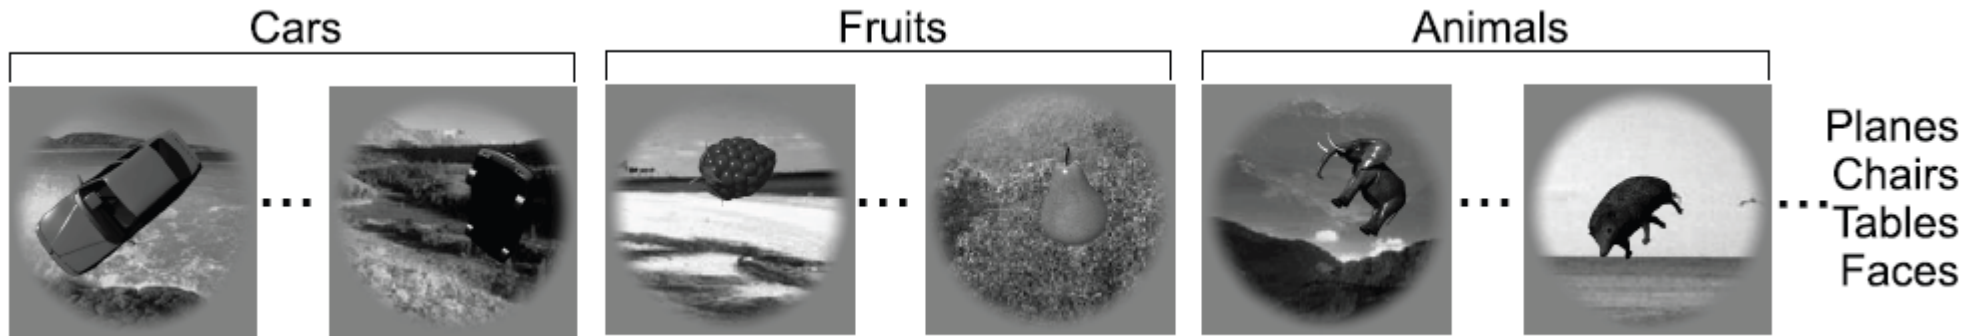 Cars
Fruits
Animals
...
...
...
...
Planes
Chairs
Tables
Faces